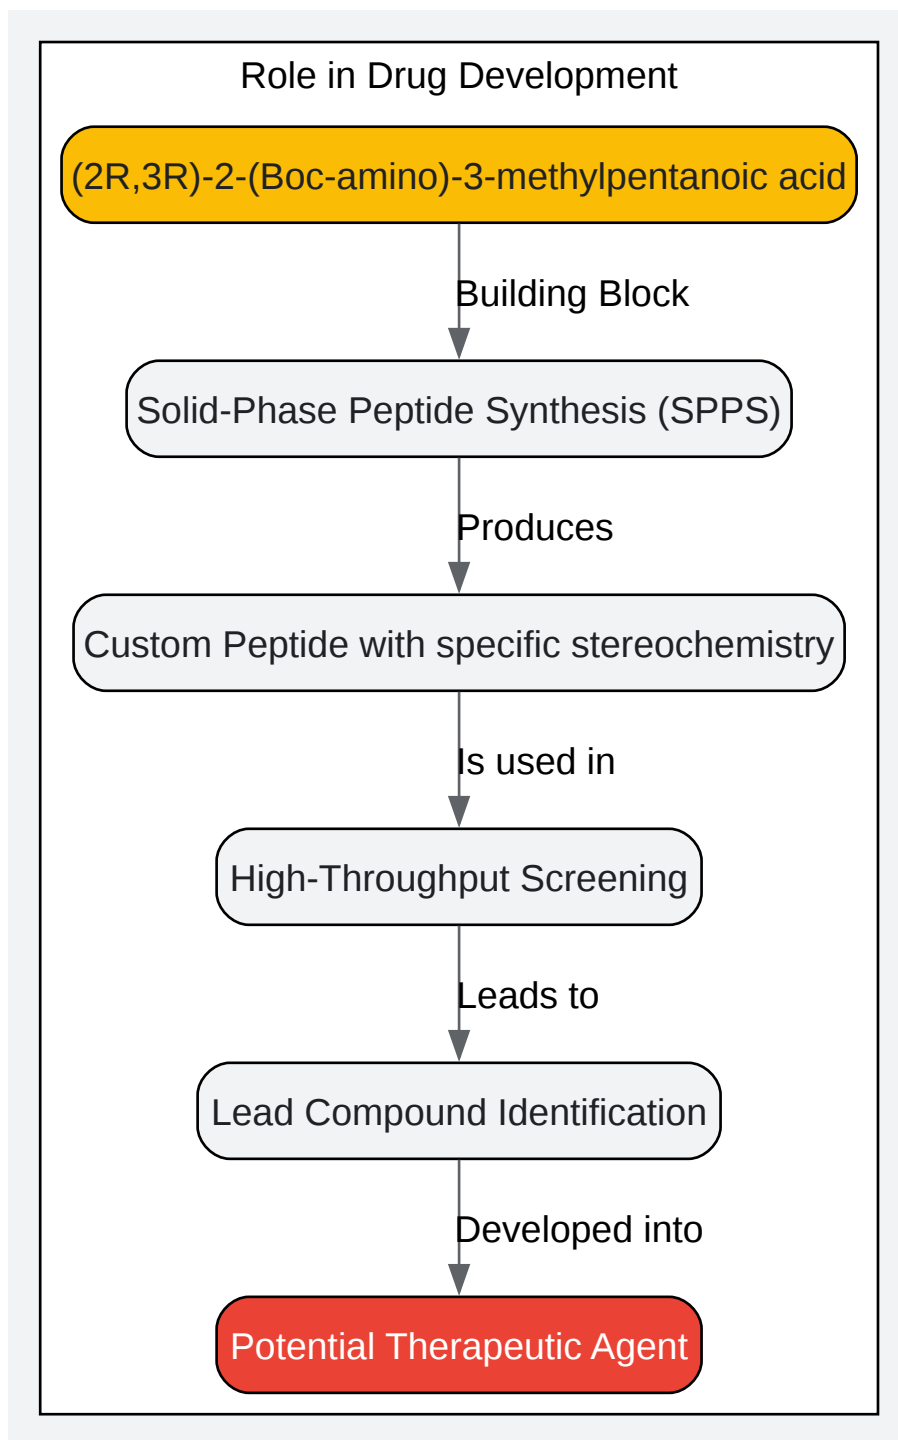 Role in Drug Development
(2R,3R)-2-(Boc-amino)-3-methylpentanoic acid
Building Block
Solid-Phase Peptide Synthesis (SPPS)
Produces
Custom Peptide with specific stereochemistry
Is used in
High-Throughput Screening
Leads to
Lead Compound Identification
Developed into
Potential Therapeutic Agent